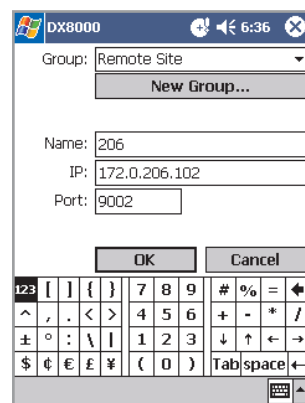 DX8000 6:36
Group: Remote Site
New Group...
Name: 206
IP: 172.0.206.102
Port: 9002
OK Cancel
123 [ ] { } 7 8 9 # % = ←
^ , . < > 4 5 6 + - * /
± ° : \ | 1 2 3 ↓ ↑ ← →
$ ¢ € £ ¥ ( 0 ) Tab space ↵